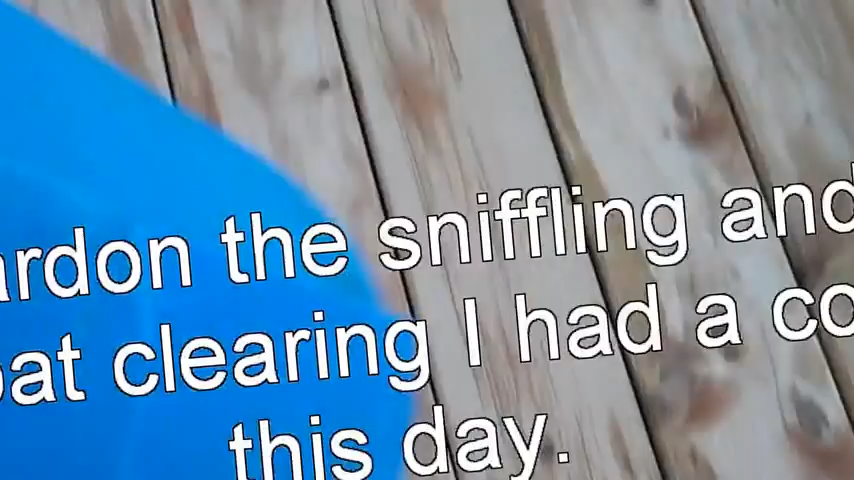 ardon the sniffling and
oat clearing I had a co
this day.